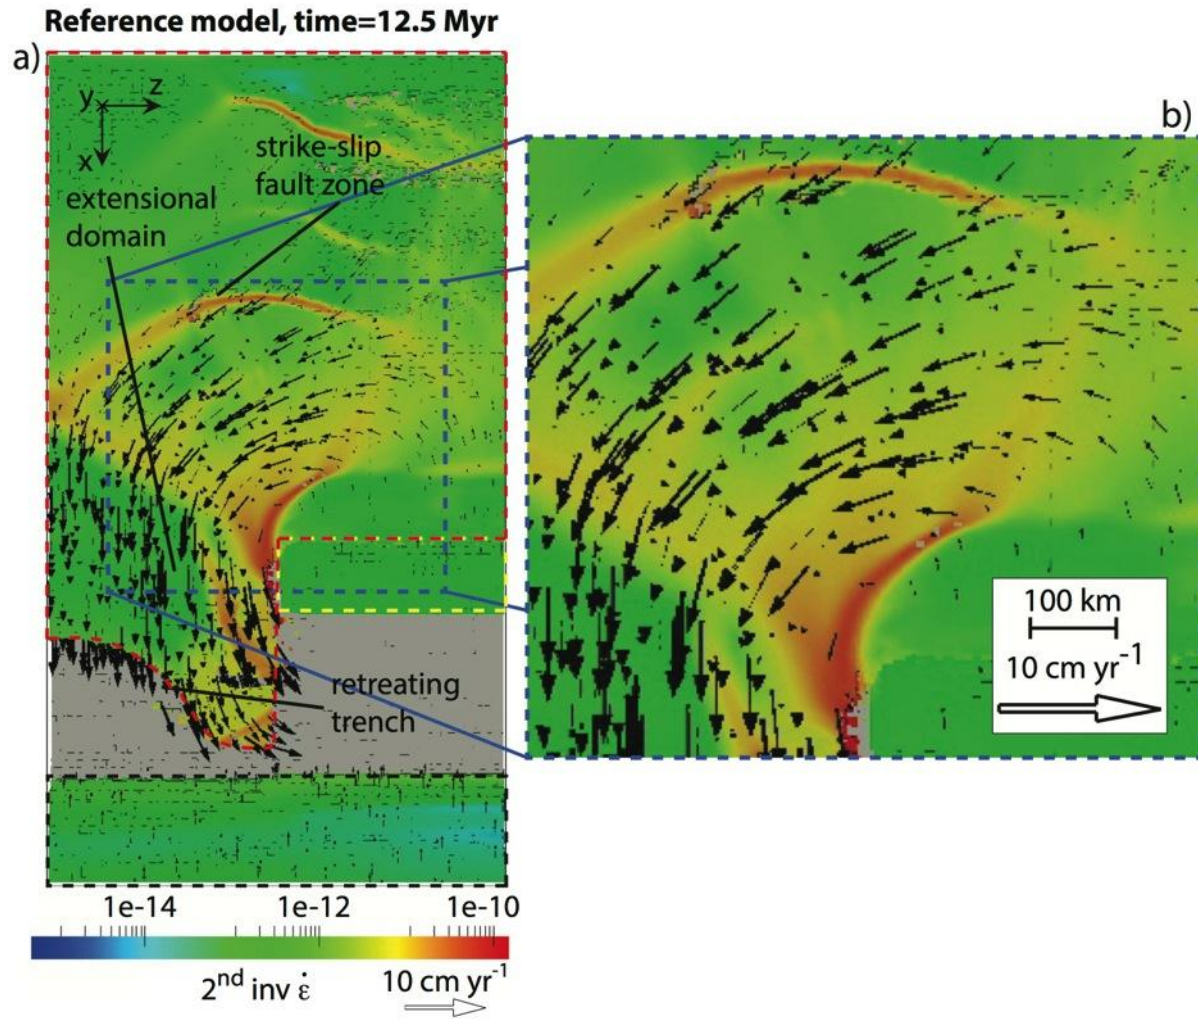 Reference model, time=12.5 Myr
a)
y z
x
strike-slip
fault zone
extensional
domain
retreating
trench
1e-14 1e-12 1e-10
2nd inv ε̇
10 cm yr-1
b)
100 km
10 cm yr-1